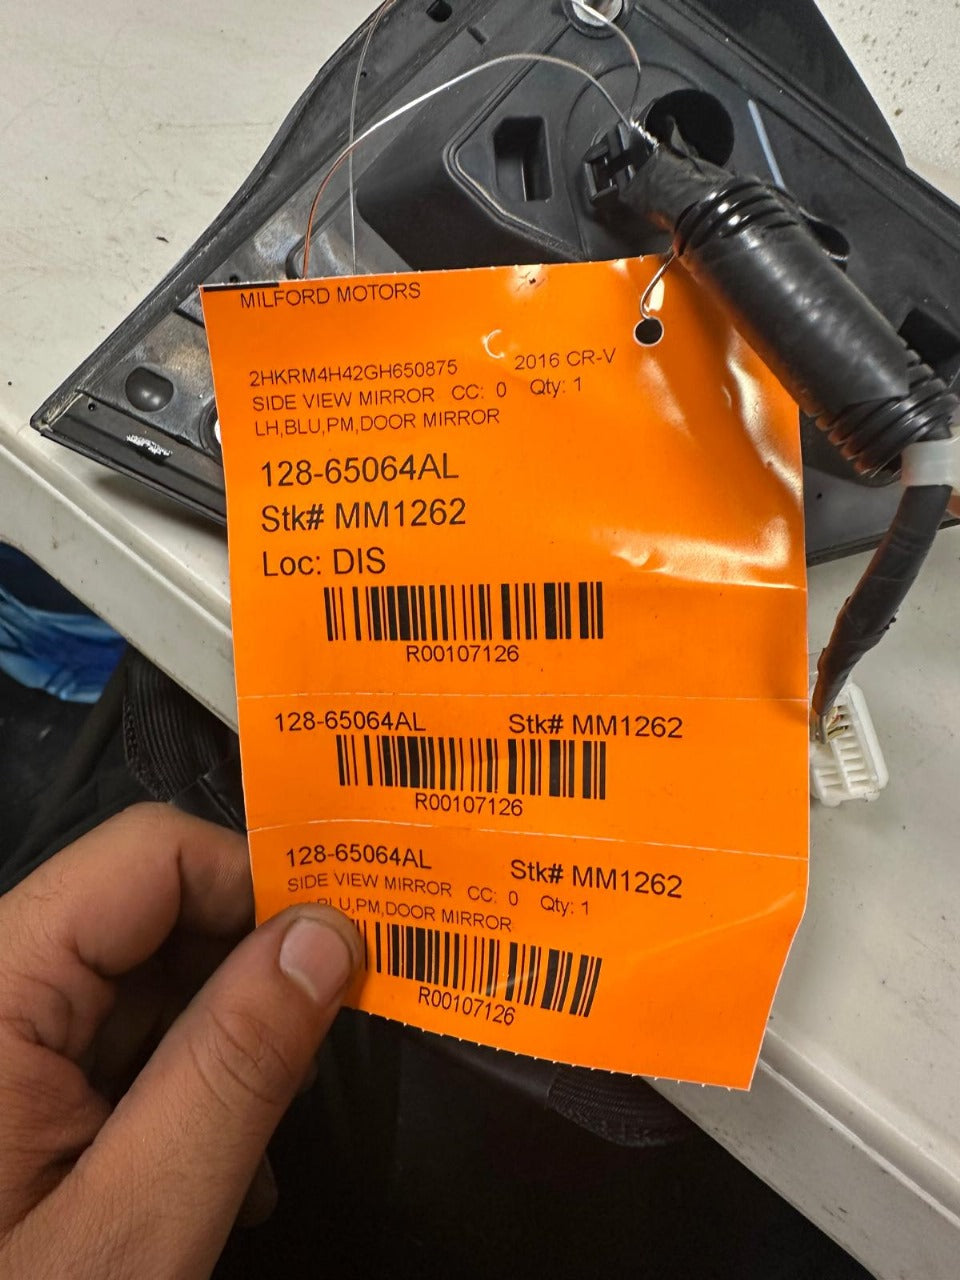 MILFORD MOTORS
2HKRM4H42GH650875 2016 CR-V
SIDE VIEW MIRROR CC: 0 Qty: 1
LH,BLU,PM,DOOR MIRROR
128-65064AL
Stk# MM1262
Loc: DIS
R00107126
128-65064AL Stk# MM1262
R00107126
128-65064AL Stk# MM1262
SIDE VIEW MIRROR CC: 0 Qty: 1
BLU,PM,DOOR MIRROR
R00107126